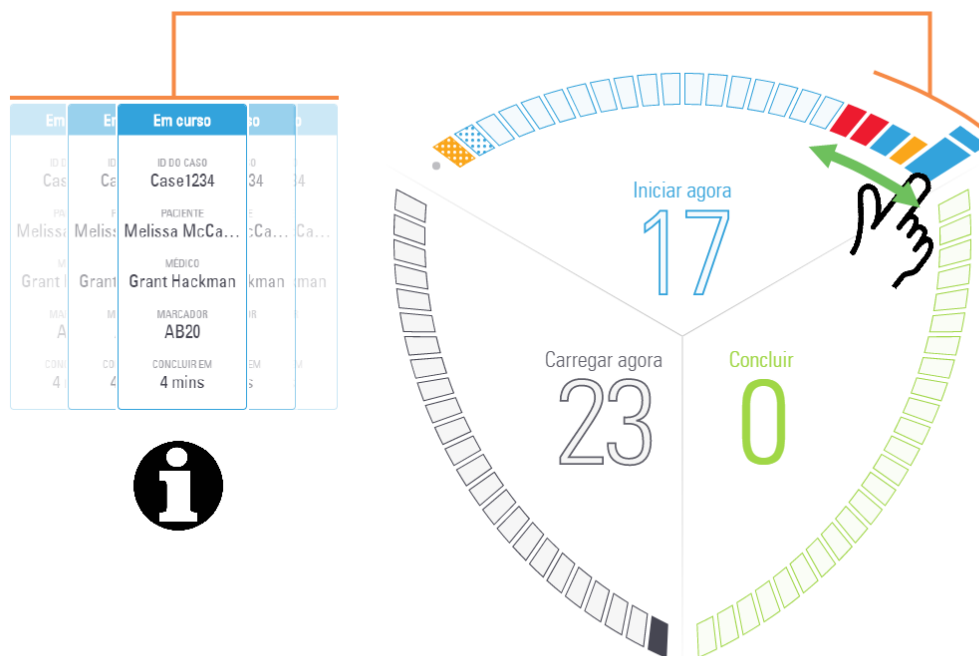 Em curso
ID DO CASO
Case1234
PACIENTE
Melissa McCa...
MÉDICO
Grant Hackman
MARCADOR
AB20
CONCLUIR EM
4 mins
Iniciar agora
17
Carregar agora
23
Concluir
0